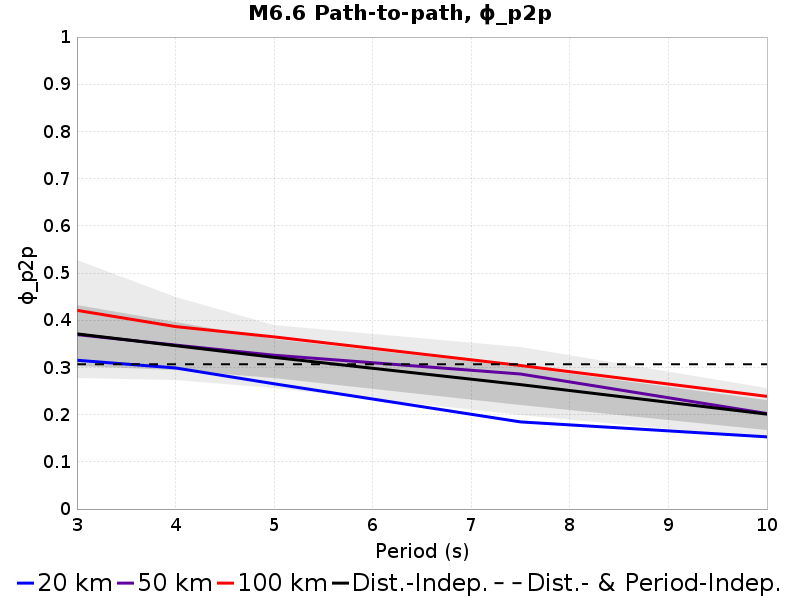 M6.6 Path-to-path, ϕ_p2p
1
0.9
0.8
0.7
0.6
0.5
0.4
0.3
0.2
0.1
0
ϕ_p2p
3 4 5 6 7 8 9 10
Period (s)
20 km 50 km 100 km Dist.-Indep. Dist.- & Period-Indep.